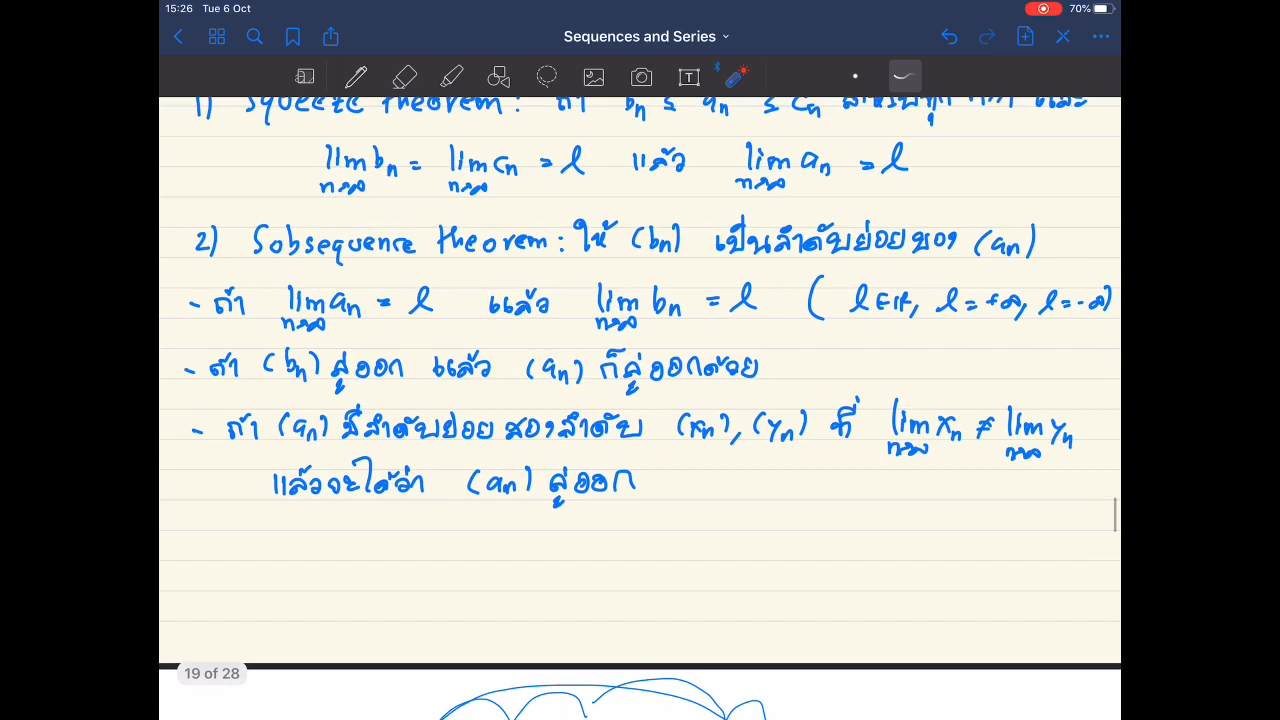 15:26 Tue 6 Oct 70%
Sequences and Series
T
1) Squeeze theorem: ถ้า bn ≤ an ≤ cn สำหรับทุก และ
lim n→∞ bn = lim n→∞ cn = l แล้ว lim n→∞ an = l
2) Subsequence theorem: ให้ (bn) เป็นลำดับย่อยของ (an)
- ถ้า lim n→∞ an = l แล้ว lim n→∞ bn = l ( l ∈ IR, l = +∞, l = -∞)
- ถ้า (bn) ลู่ออก แล้ว (an) ก็ลู่ออกด้วย
- ถ้า (an) มีลำดับย่อย สองลำดับ (xn), (yn) ที่ lim n→∞ xn ≠ lim n→∞ yn
แล้วจะได้ว่า (an) ลู่ออก
19 of 28